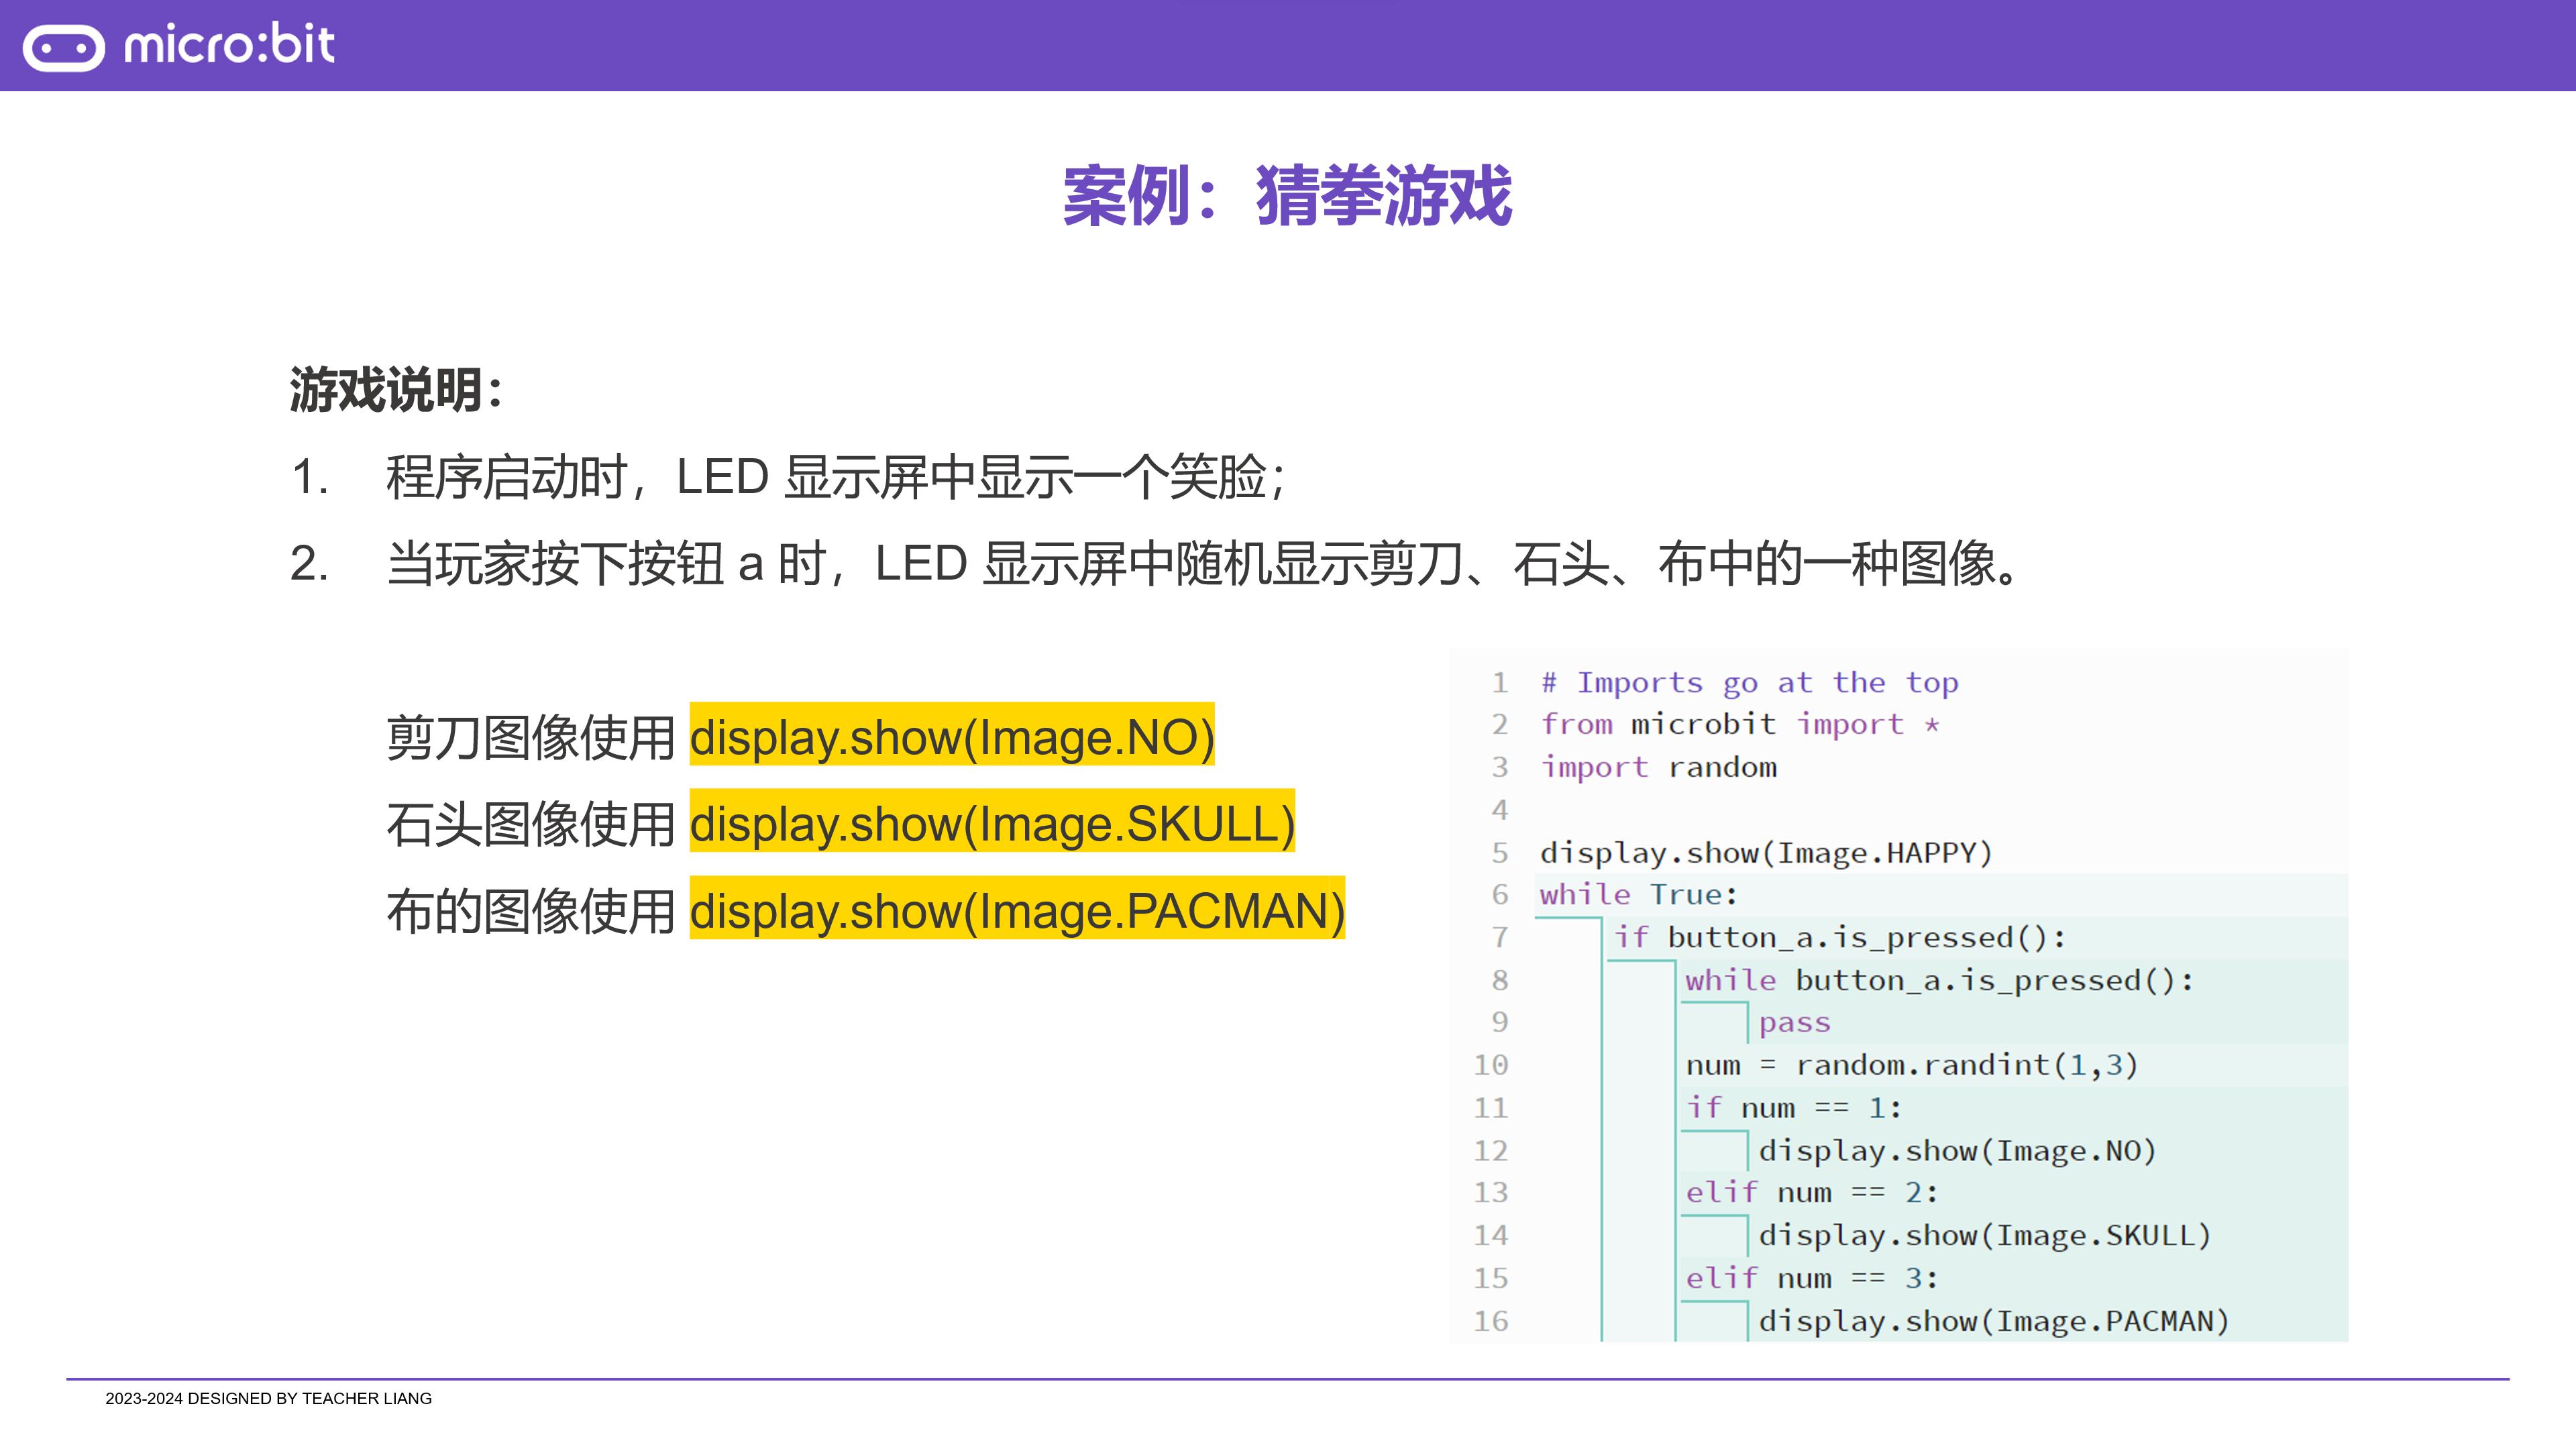 micro:bit
案例：猜拳游戏
游戏说明：
1. 程序启动时，LED 显示屏中显示一个笑脸；
2. 当玩家按下按钮 a 时，LED 显示屏中随机显示剪刀、石头、布中的一种图像。
剪刀图像使用 display.show(Image.NO)
石头图像使用 display.show(Image.SKULL)
布的图像使用 display.show(Image.PACMAN)
1 # Imports go at the top
2 from microbit import *
3 import random
4
5 display.show(Image.HAPPY)
6 while True:
7 if button_a.is_pressed():
8 while button_a.is_pressed():
9 pass
10 num = random.randint(1,3)
11 if num == 1:
12 display.show(Image.NO)
13 elif num == 2:
14 display.show(Image.SKULL)
15 elif num == 3:
16 display.show(Image.PACMAN)
2023-2024 DESIGNED BY TEACHER LIANG